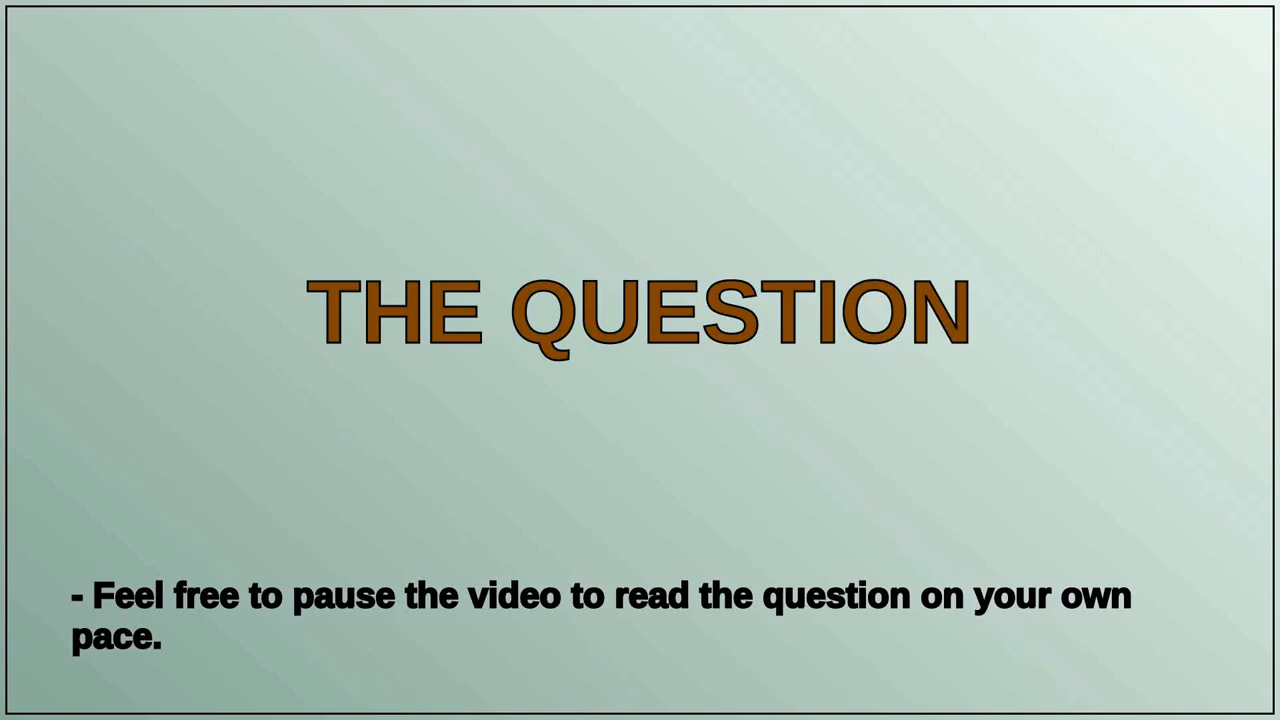 THE QUESTION
- Feel free to pause the video to read the question on your own
pace.